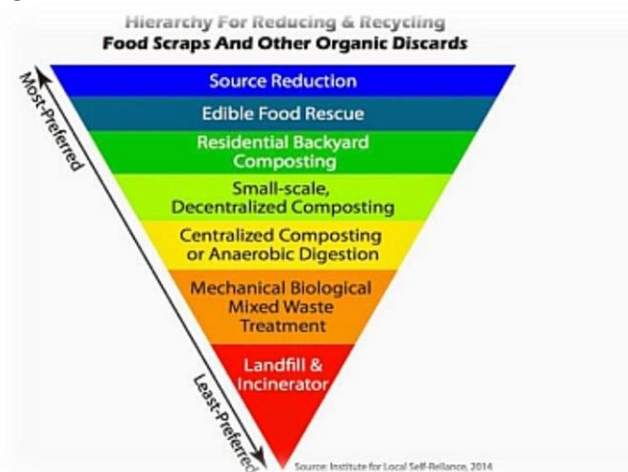 Hierarchy For Reducing & Recycling
Food Scraps And Other Organic Discards
Most-Preferred
Source Reduction
Edible Food Rescue
Residential Backyard
Composting
Small-scale,
Decentralized Composting
Centralized Composting
or Anaerobic Digestion
Mechanical Biological
Mixed Waste
Treatment
Landfill &
Incinerator
Least-Preferred
Source: Institute for Local Self-Reliance, 2014